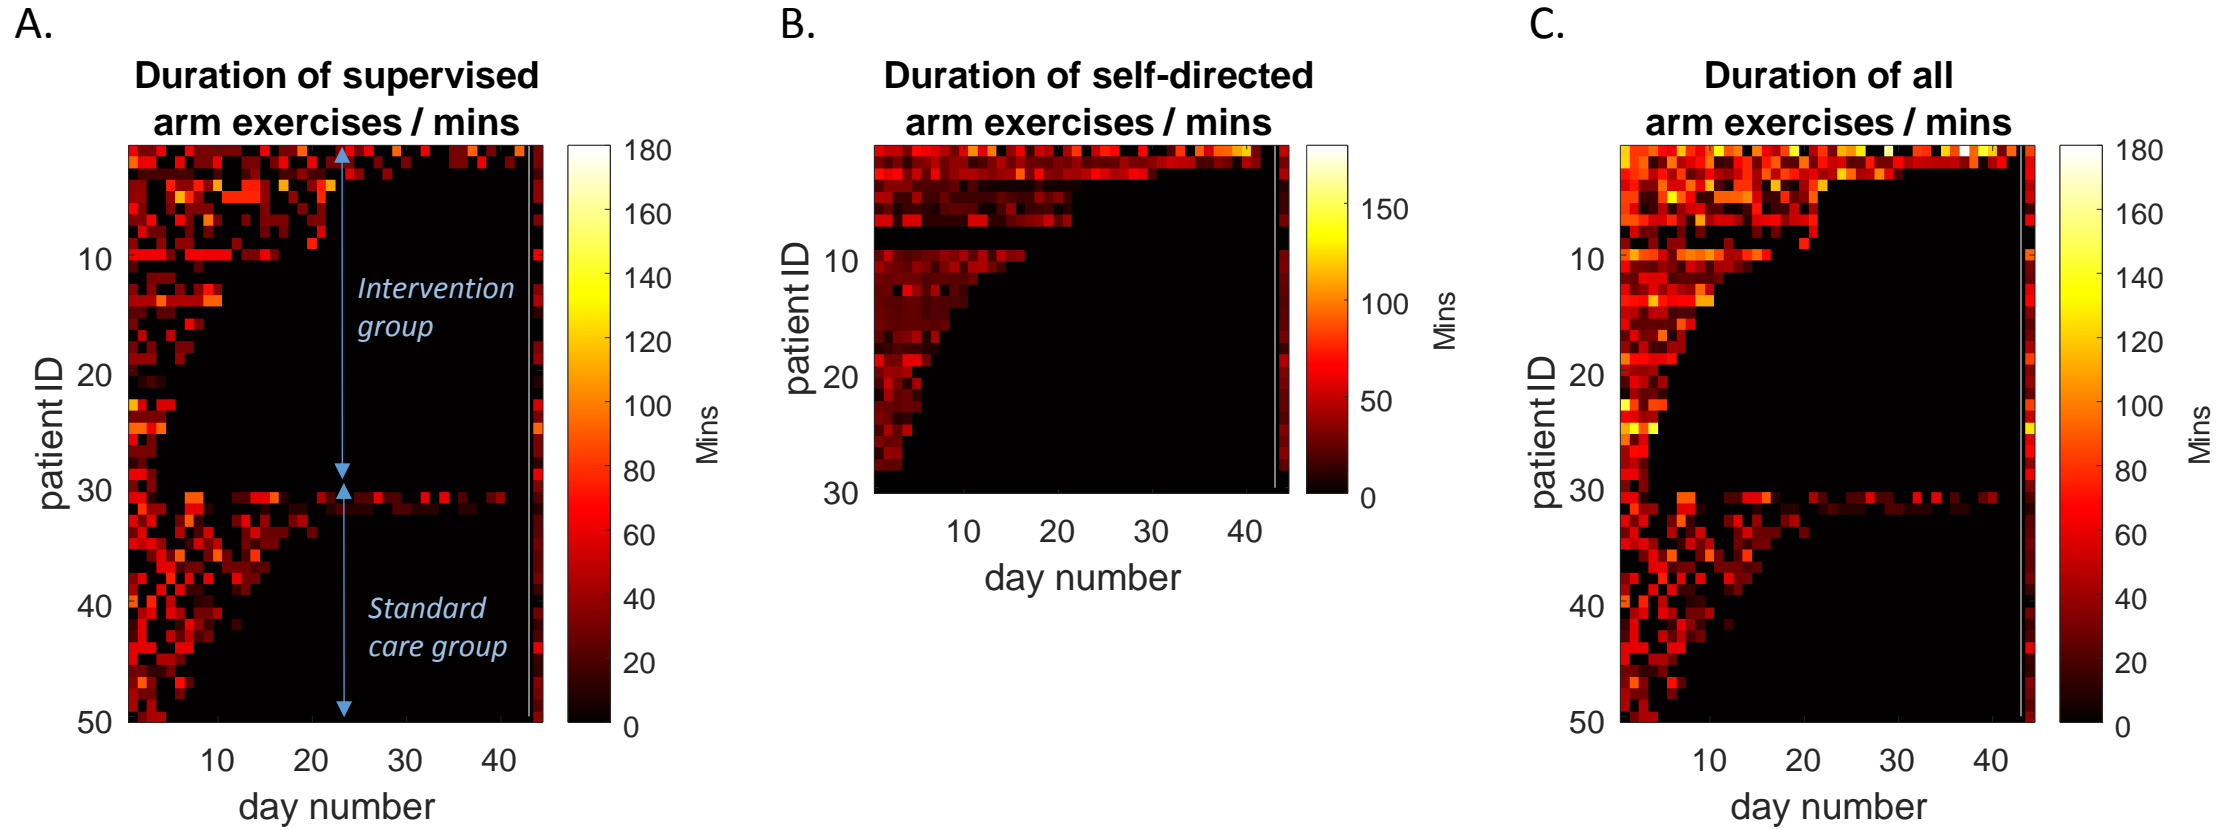 A.
Duration of supervised
arm exercises / mins
10
20
30
40
50
patient ID
10
20
30
40
day number
Intervention
group
Standard
care group
180
160
140
120
100
80
60
40
20
0
Mins
B.
Duration of self-directed
arm exercises / mins
10
20
30
patient ID
10
20
30
40
day number
150
100
50
0
Mins
C.
Duration of all
arm exercises / mins
10
20
30
40
50
patient ID
10
20
30
40
day number
180
160
140
120
100
80
60
40
20
0
Mins